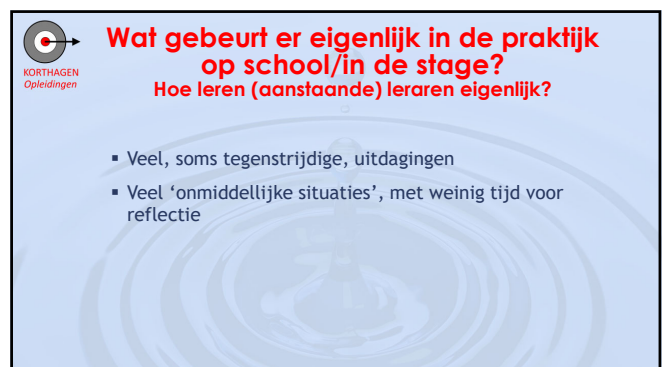 KORTHAGEN
Opleidingen
Wat gebeurt er eigenlijk in de praktijk
op school/in de stage?
Hoe leren (aanstaande) leraren eigenlijk?
▪ Veel, soms tegenstrijdige, uitdagingen
▪ Veel ‘onmiddellijke situaties’, met weinig tijd voor
reflectie